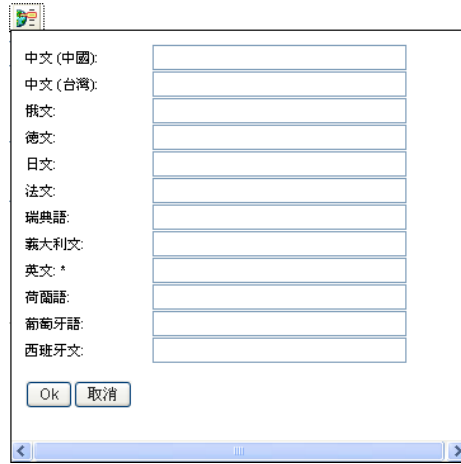 中文 (中國):
中文 (台灣):
俄文:
德文:
日文:
法文:
瑞典語:
義大利文:
英文: *
荷蘭語:
葡萄牙語:
西班牙文:
Ok 取消